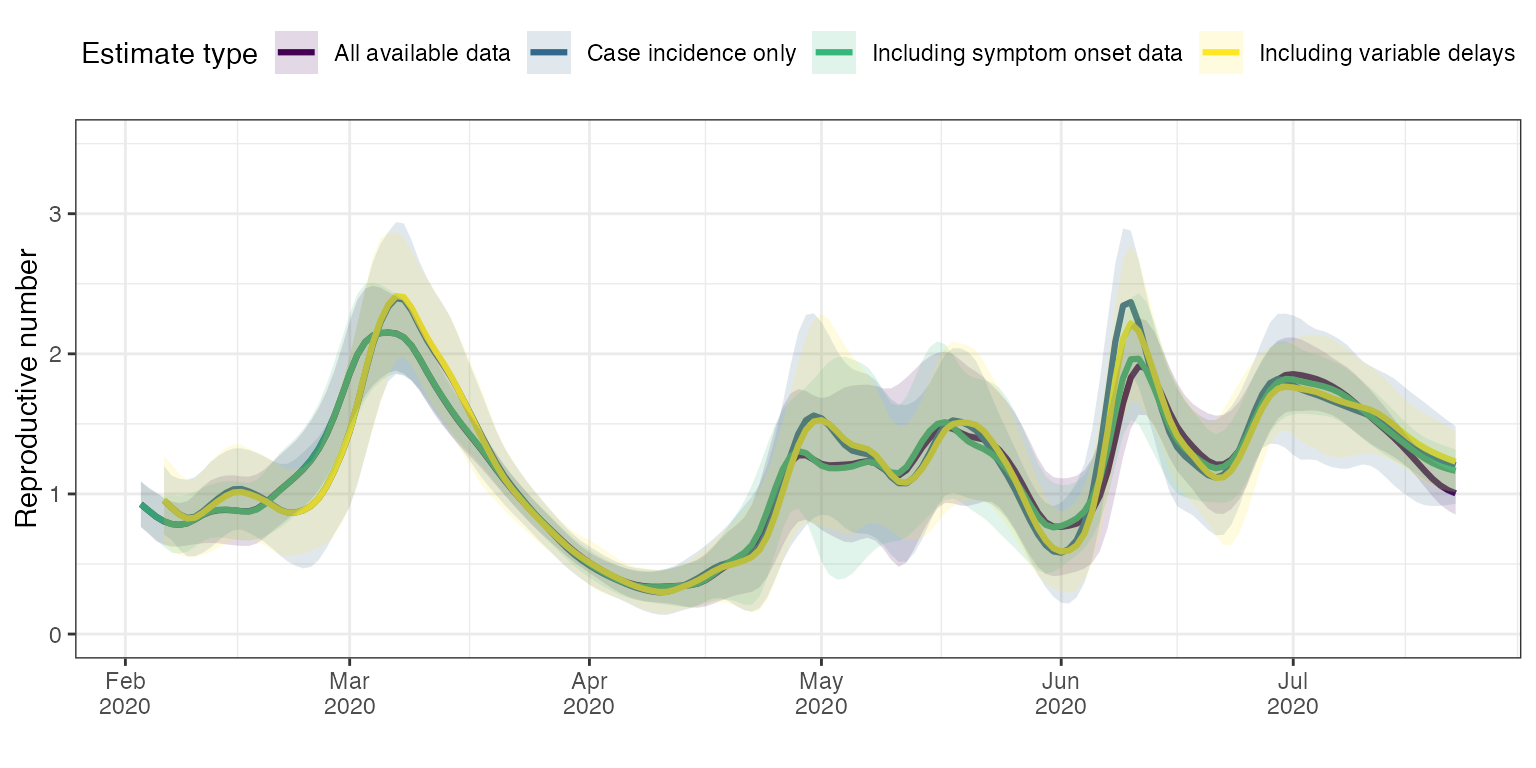 Estimate type All available data Case incidence only Including symptom onset data Including variable delays
Reproductive number
3
2
1
0
Feb Mar Apr May Jun Jul
2020 2020 2020 2020 2020 2020